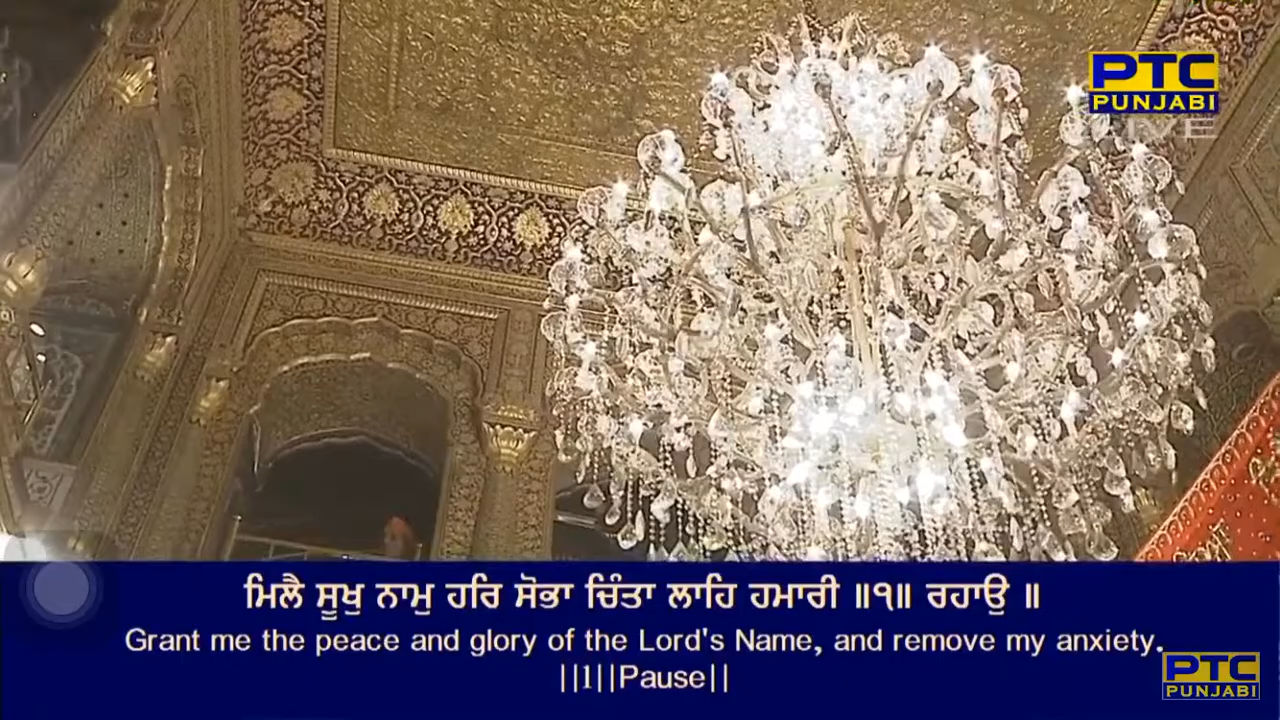 PTC
PUNJABI
LIVE
ਮਿਲੈ ਸੂਖੁ ਨਾਮੁ ਹਰਿ ਸੋਭਾ ਚਿੰਤਾ ਲਾਹਿ ਹਮਾਰੀ ॥੧॥ ਰਹਾਉ ॥
Grant me the peace and glory of the Lord's Name, and remove my anxiety.
||1||Pause||
PTC
PUNJABI